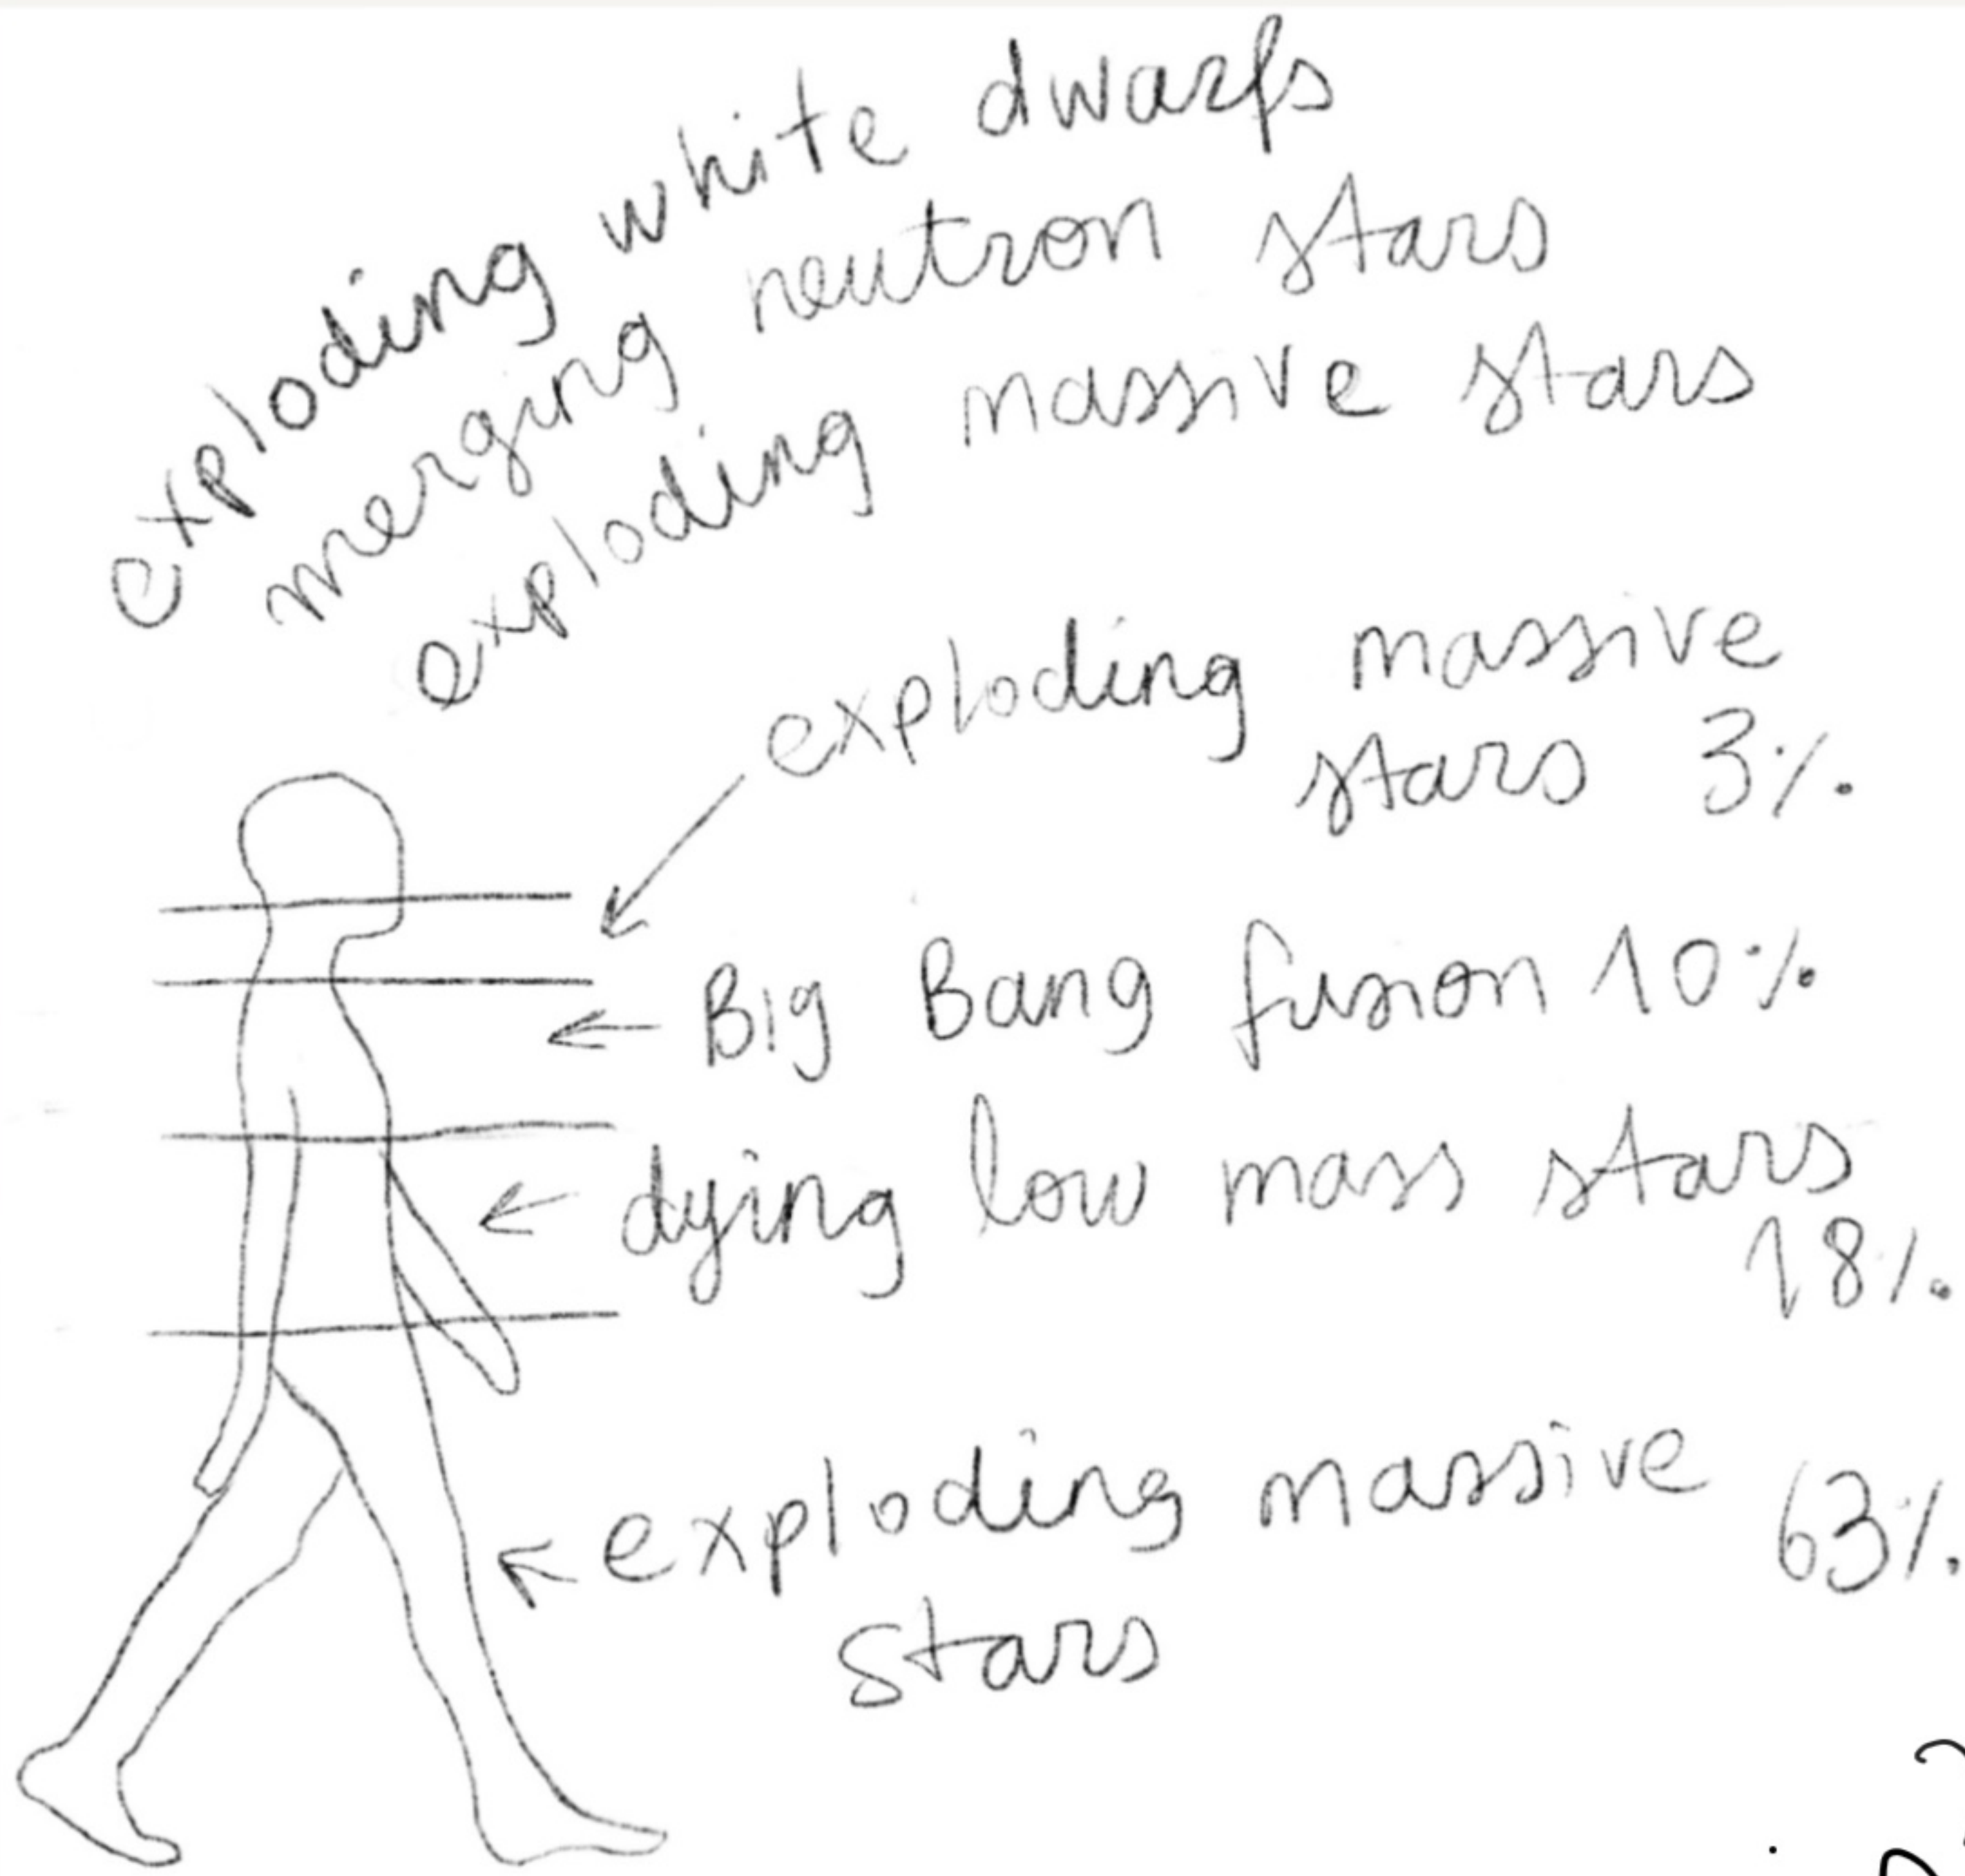 exploding white dwarfs
merging neutron stars
exploding massive stars
exploding massive
stars 3%
Big Bang fusion 10%
dying low mass stars
18%
exploding massive 63%
stars